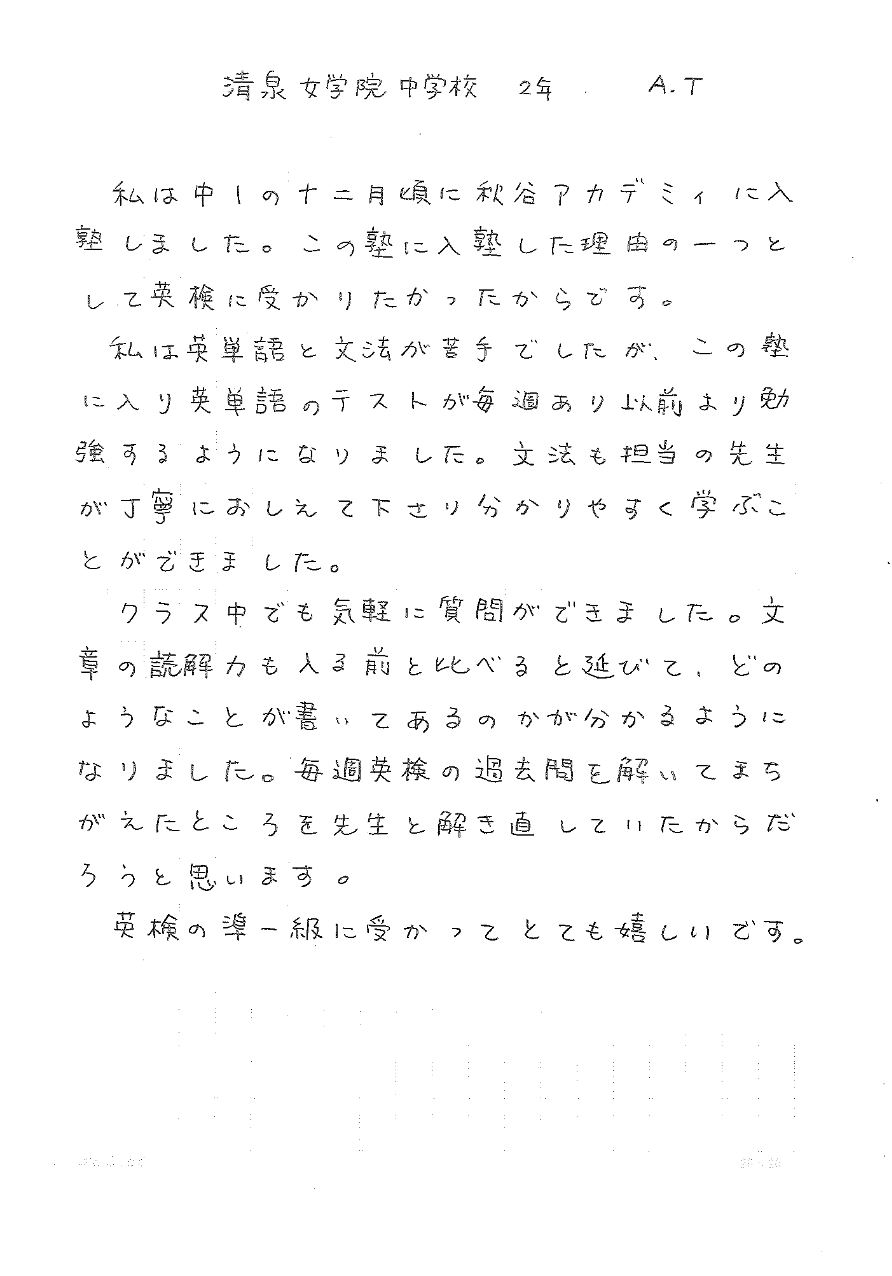 清泉女学院中学校 2年 A.T
私は中1の十二月頃に秋谷アカデミィに入
塾しました。この塾に入塾した理由の一つと
して英検に受かりたかったからです。
私は英単語と文法が苦手でしたが、この塾
に入り英単語のテストが毎週あり以前より勉
強するようになりました。文法も担当の先生
が丁寧におしえて下さり分かりやすく学ぶこ
とができました。
クラス中でも気軽に質問ができました。文
章の読解力も入る前と比べると延びて、どの
ようなことが書いてあるのかが分かるように
なりました。毎週英検の過去問を解いてまち
がえたところを先生と解き直していたからだ
ろうと思います。
英検の準一級に受かってとても嬉しいです。